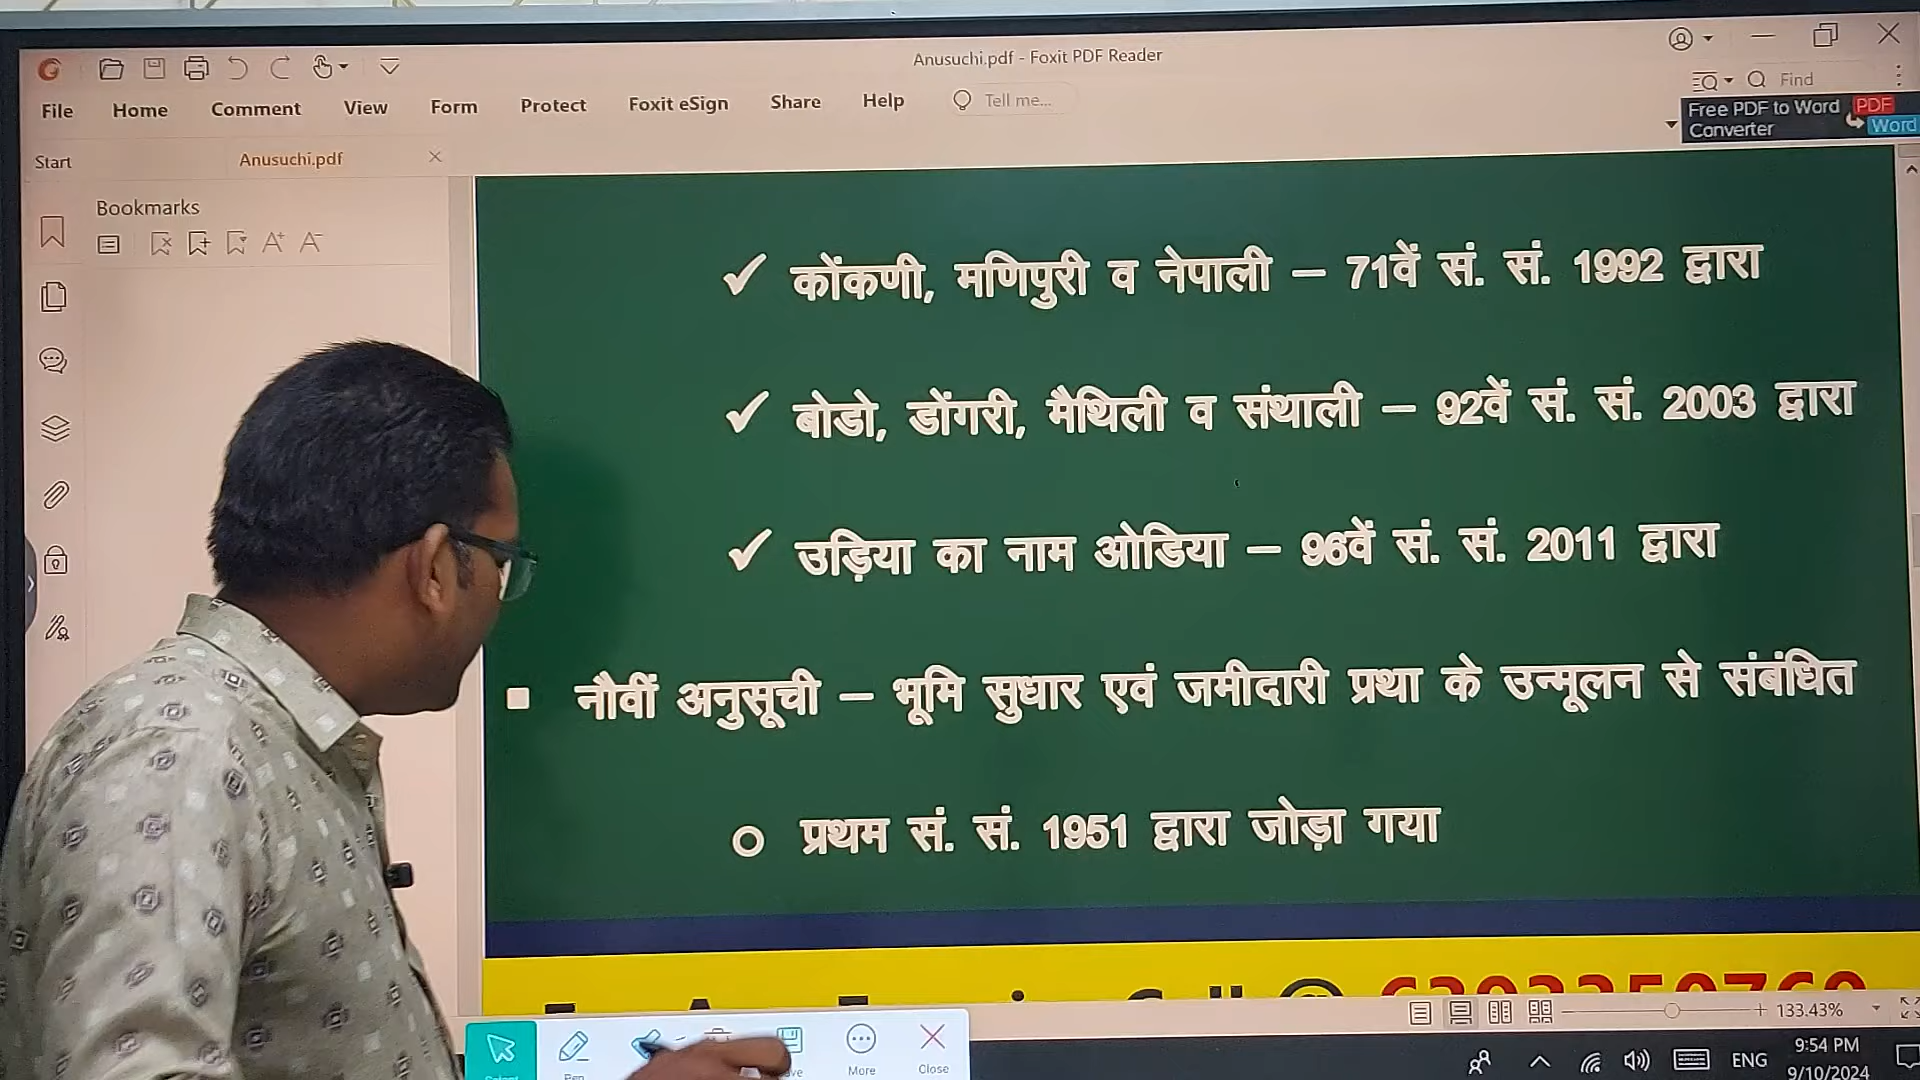 Anusuchi.pdf - Foxit PDF Reader
Find
File Home Comment View Form Protect Foxit eSign Share Help Tell me...
Free PDF to Word Converter PDF Word
Start Anusuchi.pdf
Bookmarks
कोंकणी, मणिपुरी व नेपाली – 71वें सं. सं. 1992 द्वारा
बोडो, डोंगरी, मैथिली व संथाली – 92वें सं. सं. 2003 द्वारा
उड़िया का नाम ओडिया – 96वें सं. सं. 2011 द्वारा
नौवीं अनुसूची – भूमि सुधार एवं जमीदारी प्रथा के उन्मूलन से संबंधित
प्रथम सं. सं. 1951 द्वारा जोड़ा गया
133.43%
More Close
ENG
9:54 PM
9/10/2024